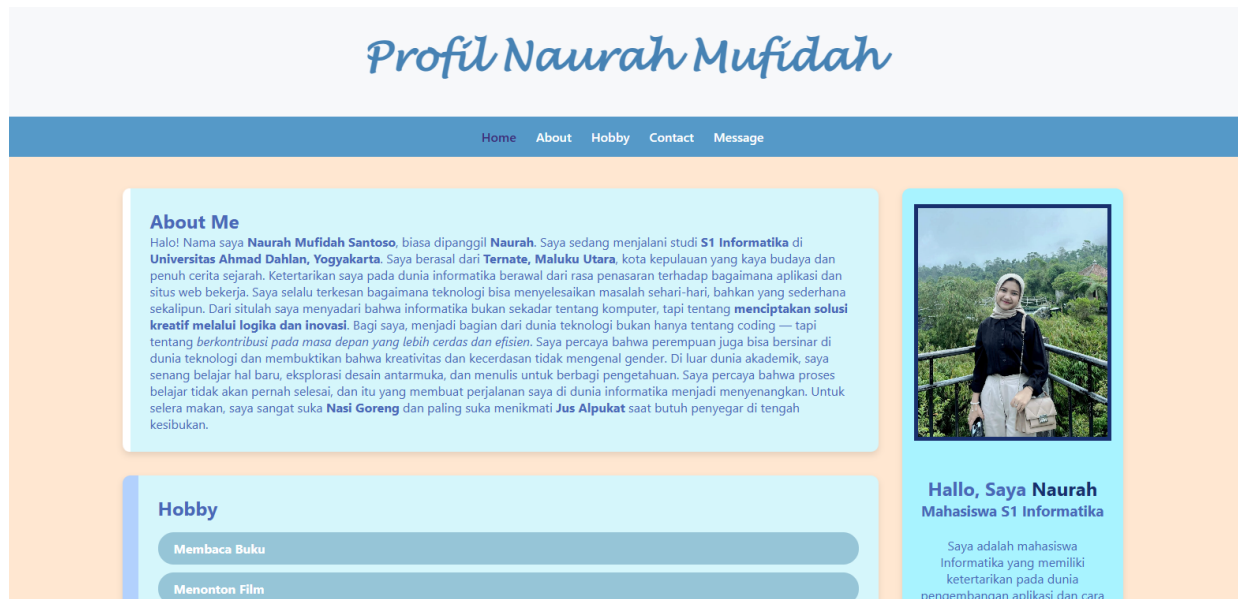 Profil Naurah Mufidah
Home About Hobby Contact Message
About Me
Halo! Nama saya Naurah Mufidah Santoso, biasa dipanggil Naurah. Saya sedang menjalani studi S1 Informatika di
Universitas Ahmad Dahlan, Yogyakarta. Saya berasal dari Ternate, Maluku Utara, kota kepulauan yang kaya budaya dan
penuh cerita sejarah. Ketertarikan saya pada dunia informatika berawal dari rasa penasaran terhadap bagaimana aplikasi dan
situs web bekerja. Saya selalu terkesan bagaimana teknologi bisa menyelesaikan masalah sehari-hari, bahkan yang sederhana
sekalipun. Dari situlah saya menyadari bahwa informatika bukan sekadar tentang komputer, tapi tentang menciptakan solusi
kreatif melalui logika dan inovasi. Bagi saya, menjadi bagian dari dunia teknologi bukan hanya tentang coding — tapi
tentang berkontribusi pada masa depan yang lebih cerdas dan efisien. Saya percaya bahwa perempuan juga bisa bersinar di
dunia teknologi dan membuktikan bahwa kreativitas dan kecerdasan tidak mengenal gender. Di luar dunia akademik, saya
senang belajar hal baru, eksplorasi desain antarmuka, dan menulis untuk berbagi pengetahuan. Saya percaya bahwa proses
belajar tidak akan pernah selesai, dan itu yang membuat perjalanan saya di dunia informatika menjadi menyenangkan. Untuk
selera makan, saya sangat suka Nasi Goreng dan paling suka menikmati Jus Alpukat saat butuh penyegar di tengah
kesibukan.
Hobby
Membaca Buku
Menonton Film
Hallo, Saya Naurah
Mahasiswa S1 Informatika
Saya adalah mahasiswa
Informatika yang memiliki
ketertarikan pada dunia
pengembangan aplikasi dan cara